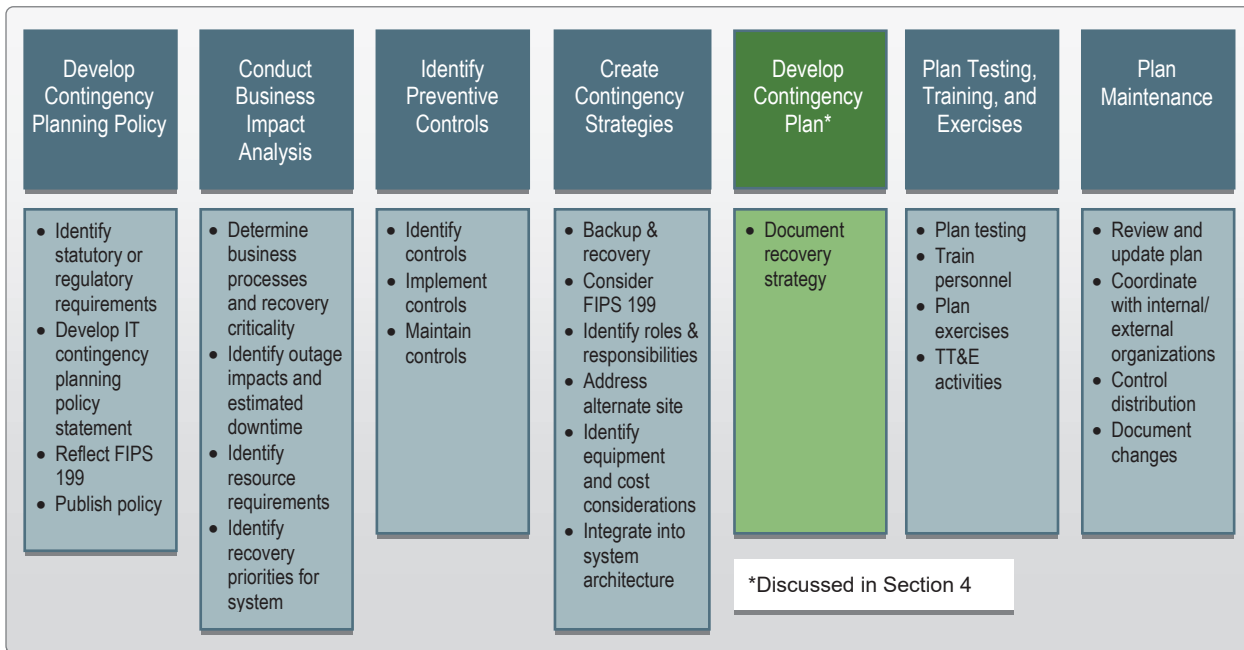 Develop
Contingency
Planning Policy
Conduct
Business
Impact
Analysis
Identify
Preventive
Controls
Create
Contingency
Strategies
Develop
Contingency
Plan*
Plan Testing,
Training, and
Exercises
Plan
Maintenance
• Identify
statutory or
regulatory
requirements
• Develop IT
contingency
planning
policy
statement
• Reflect FIPS
199
• Publish policy
• Determine
business
processes
and recovery
criticality
• Identify outage
impacts and
estimated
downtime
• Identify
resource
requirements
• Identify
recovery
priorities for
system
• Identify
controls
• Implement
controls
• Maintain
controls
• Backup &
recovery
• Consider
FIPS 199
• Identify roles &
responsibilities
• Address
alternate site
• Identify
equipment
and cost
considerations
• Integrate into
system
architecture
• Document
recovery
strategy
• Plan testing
• Train
personnel
• Plan
exercises
• TT&E
activities
• Review and
update plan
• Coordinate
with internal/
external
organizations
• Control
distribution
• Document
changes
*Discussed in Section 4